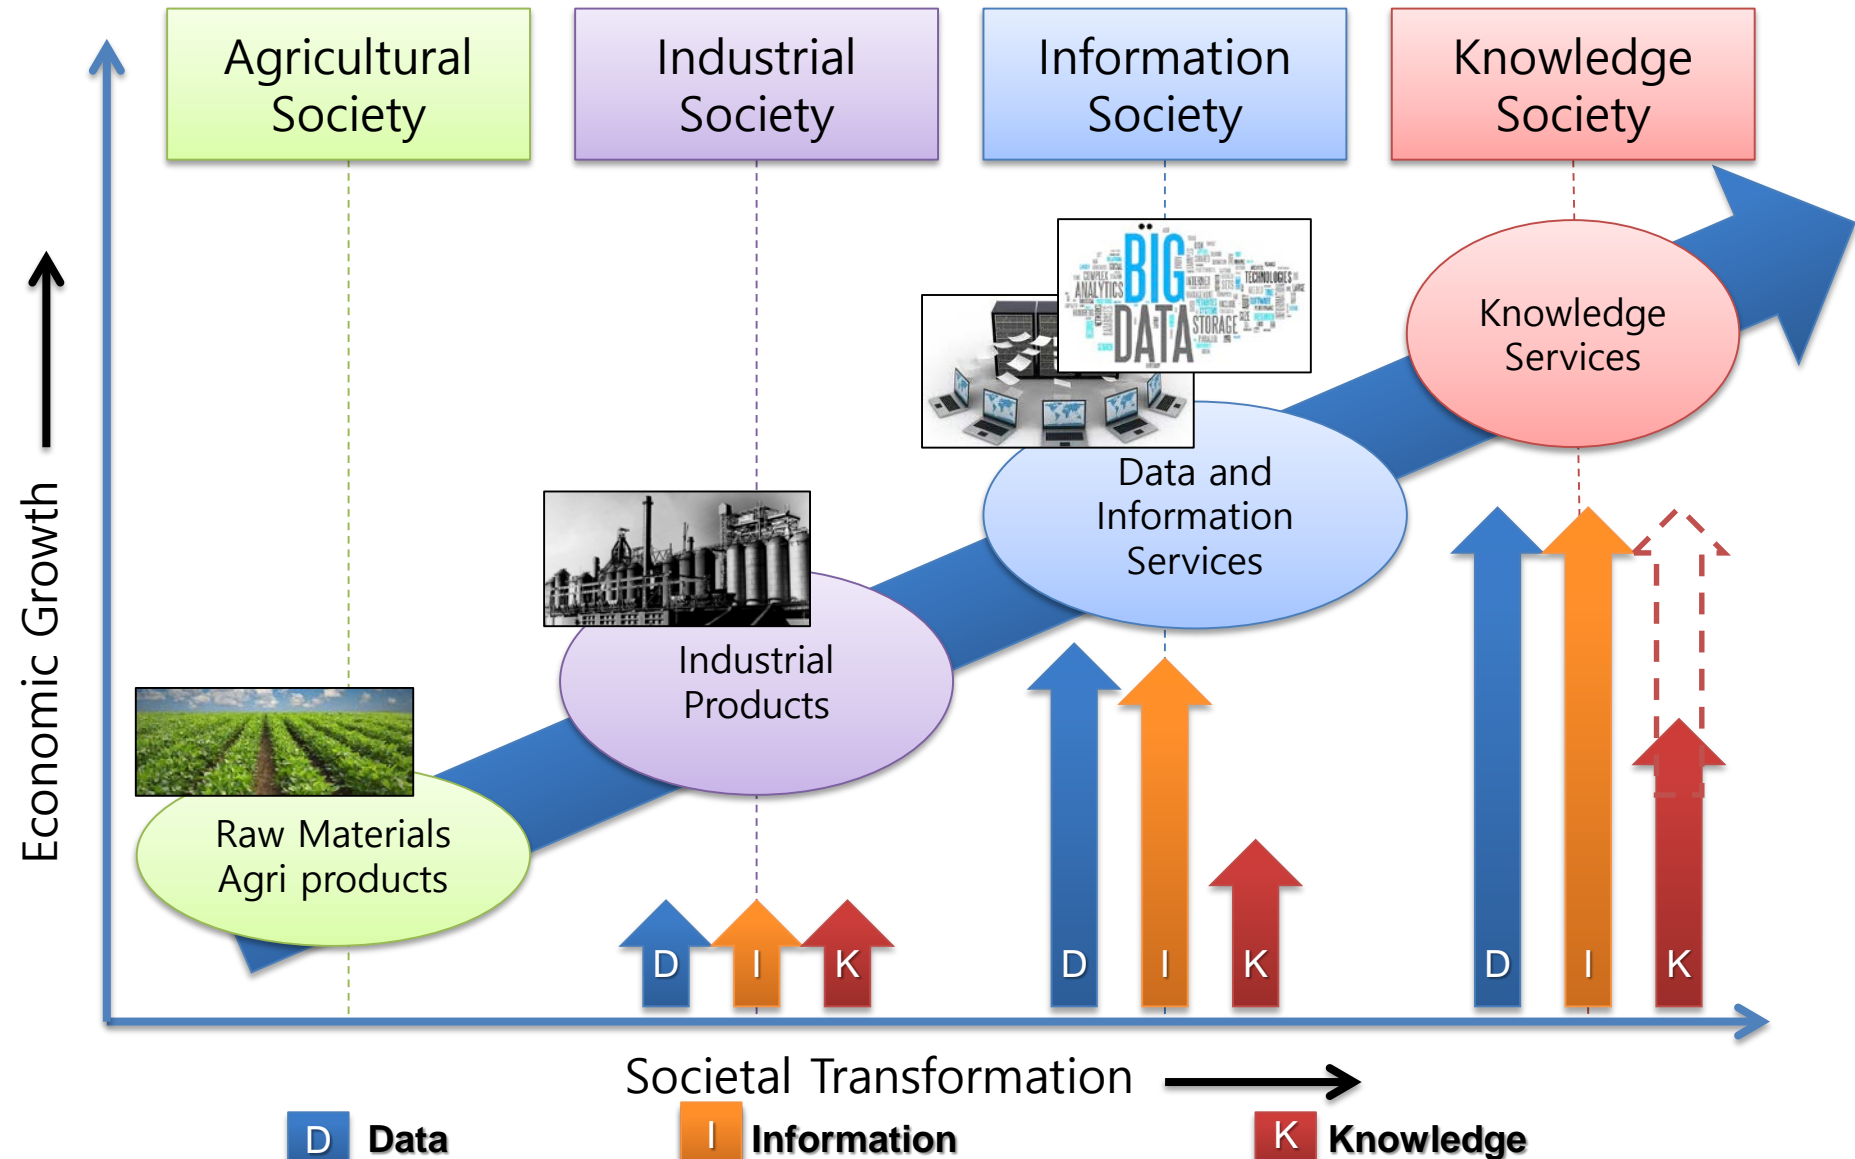 Agricultural
Society
Industrial
Society
Information
Society
Knowledge
Society
Economic Growth
BIG
DATA
ANALYTICS
COMPLEX
STORAGE
TECHNOLOGIES
Knowledge
Services
Data and
Information
Services
Industrial
Products
Raw Materials
Agri products
D I K
D I K
D I K
Societal Transformation
D Data
I Information
K Knowledge